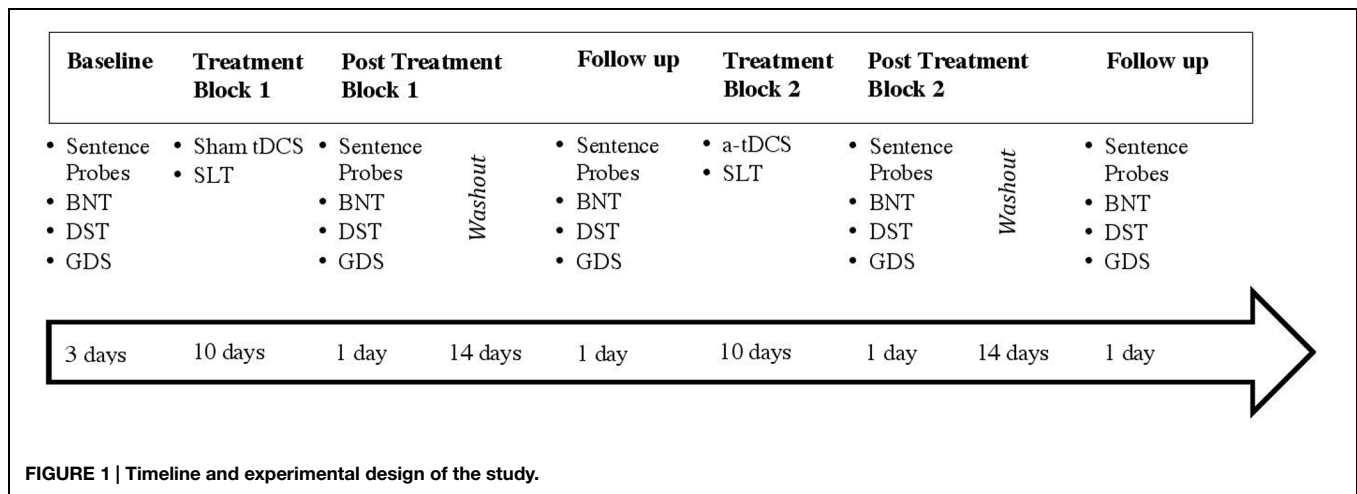 Baseline
Treatment
Block 1
Post Treatment
Block 1
Follow up
Treatment
Block 2
Post Treatment
Block 2
Follow up
• Sentence
Probes
• BNT
• DST
• GDS
• Sham tDCS
• SLT
• Sentence
Probes
• BNT
• DST
• GDS
Washout
• Sentence
Probes
• BNT
• DST
• GDS
• a-tDCS
• SLT
• Sentence
Probes
• BNT
• DST
• GDS
Washout
• Sentence
Probes
• BNT
• DST
• GDS
3 days
10 days
1 day
14 days
1 day
10 days
1 day
14 days
1 day
FIGURE 1 | Timeline and experimental design of the study.